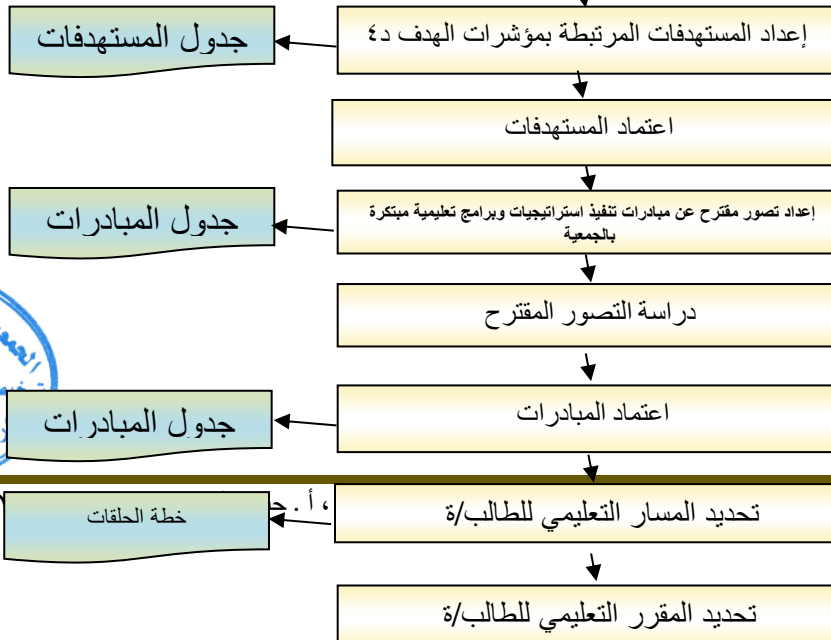 إعداد المستهدفات المرتبطة بمؤشرات الهدف د٤
جدول المستهدفات
اعتماد المستهدفات
إعداد تصور مقترح عن مبادرات تنفيذ استراتيجيات وبرامج تعليمية مبتكرة
بالجمعية
جدول المبادرات
دراسة التصور المقترح
اعتماد المبادرات
جدول المبادرات
تحديد المسار التعليمي للطالب/ة
، أ.
خطة الحلقات
تحديد المقرر التعليمي للطالب/ة